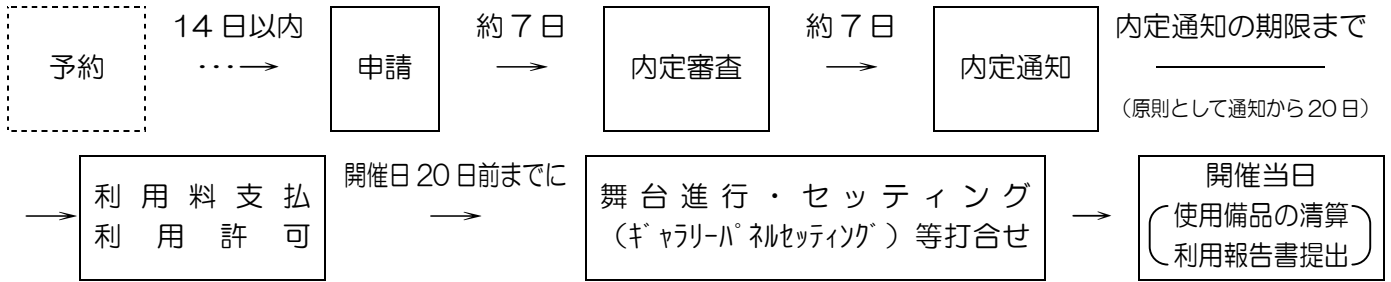 14日以内 約7日 約7日 内定通知の期限まで
予約 …→ 申請 → 内定審査 → 内定通知
（原則として通知から20日）
→ 利用料支払 開催日20日前までに 舞台進行・セッティング 開催当日
利用許可 → （ｷﾞｬﾗﾘｰﾊﾟﾈﾙｾｯﾃｨﾝｸﾞ）等打合せ → 使用備品の清算
利用報告書提出